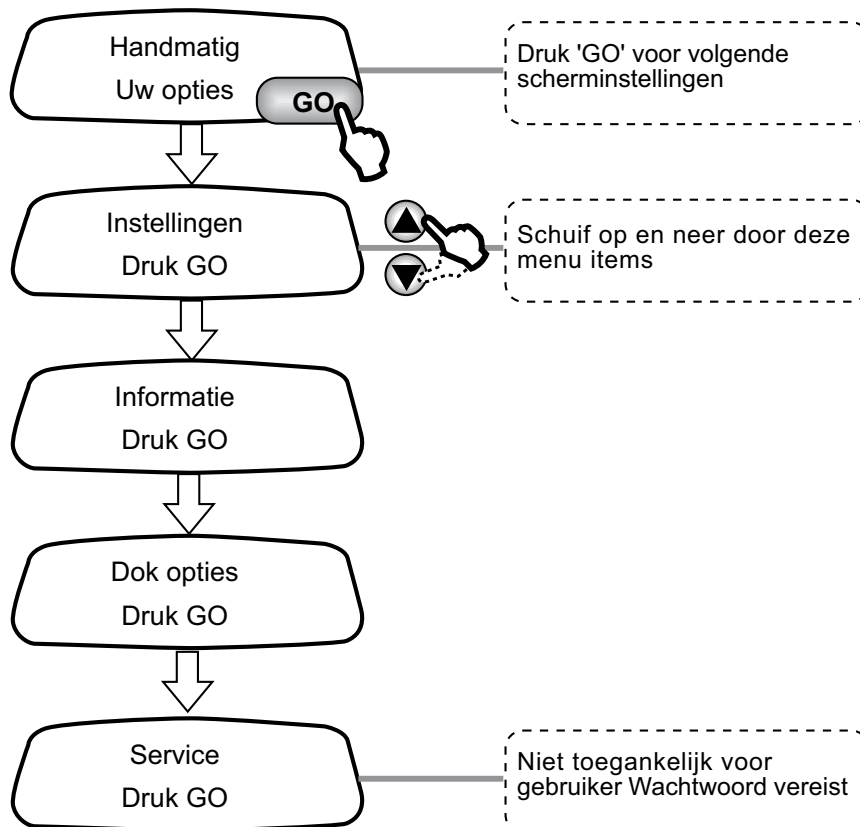 Handmatig
Uw opties
GO
Druk 'GO' voor volgende
scherminstellingen
Instellingen
Druk GO
Schuif op en neer door deze
menu items
Informatie
Druk GO
Dok opties
Druk GO
Service
Druk GO
Niet toegankelijk voor
gebruiker Wachtwoord vereist